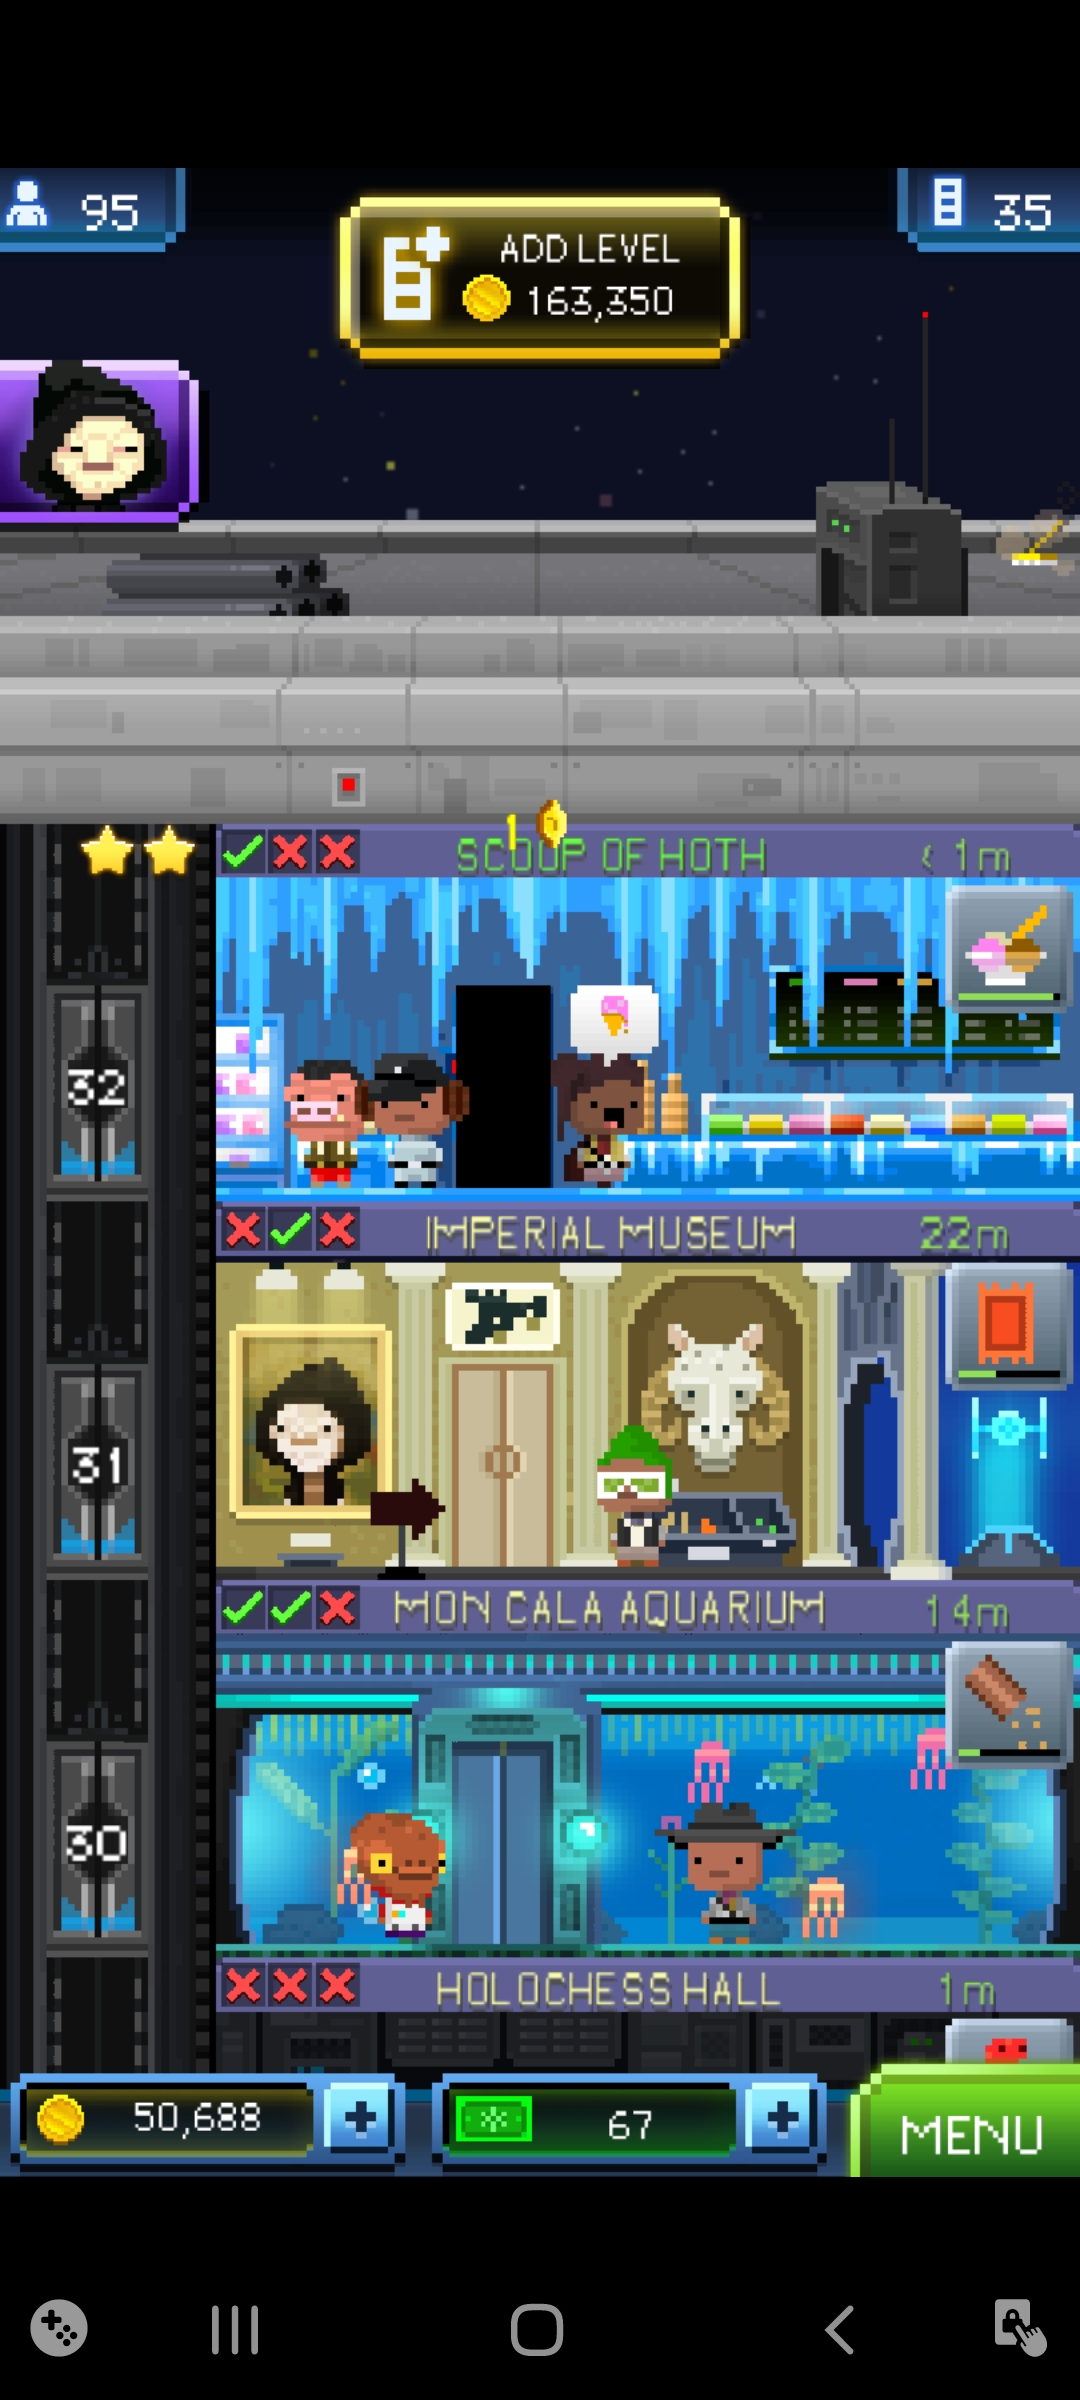 95
ADD LEVEL
163,350
35
1
SCOOP OF HOTH
< 1m
32
IMPERIAL MUSEUM
22m
31
MON CALA AQUARIUM
14m
30
HOLOCHESS HALL
1m
50,688
67
MENU